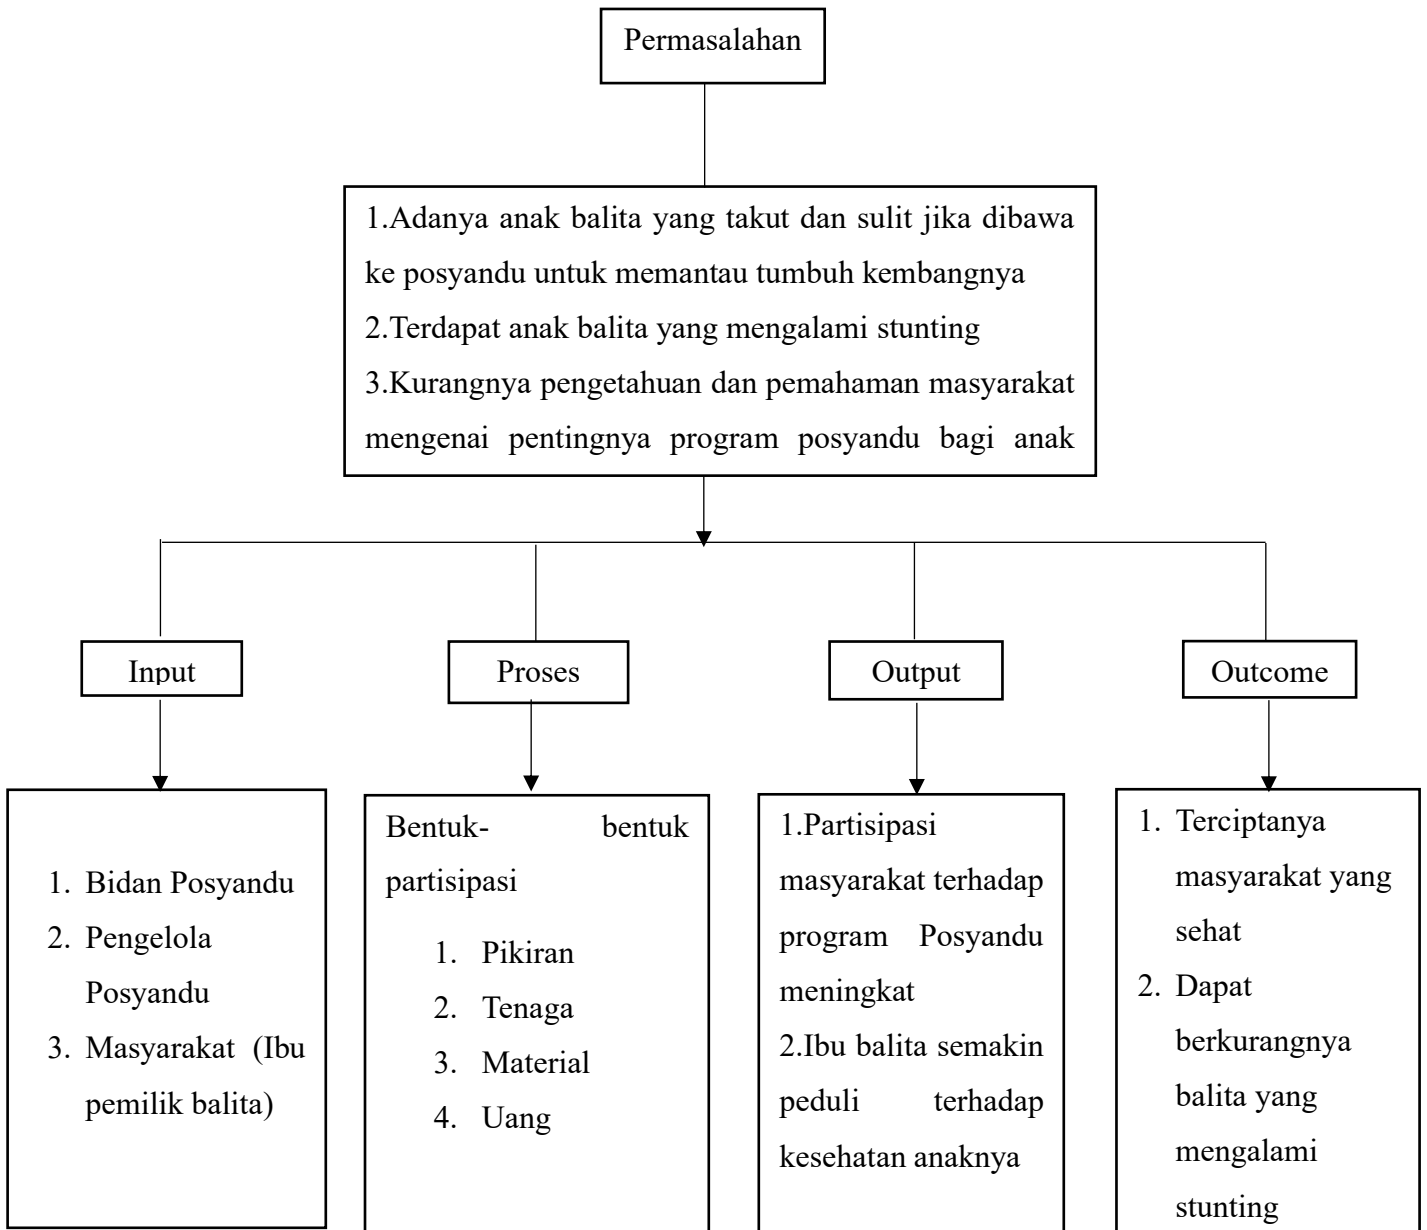 Permasalahan
1.Adanya anak balita yang takut dan sulit jika dibawa
ke posyandu untuk memantau tumbuh kembangnya
2.Terdapat anak balita yang mengalami stunting
3.Kurangnya pengetahuan dan pemahaman masyarakat
mengenai pentingnya program posyandu bagi anak
Input
Proses
Output
Outcome
1. Bidan Posyandu
2. Pengelola
Posyandu
3. Masyarakat (Ibu
pemilik balita)
Bentuk- bentuk
partisipasi
1. Pikiran
2. Tenaga
3. Material
4. Uang
1.Partisipasi
masyarakat terhadap
program Posyandu
meningkat
2.Ibu balita semakin
peduli terhadap
kesehatan anaknya
1. Terciptanya
masyarakat yang
sehat
2. Dapat
berkurangnya
balita yang
mengalami
stunting